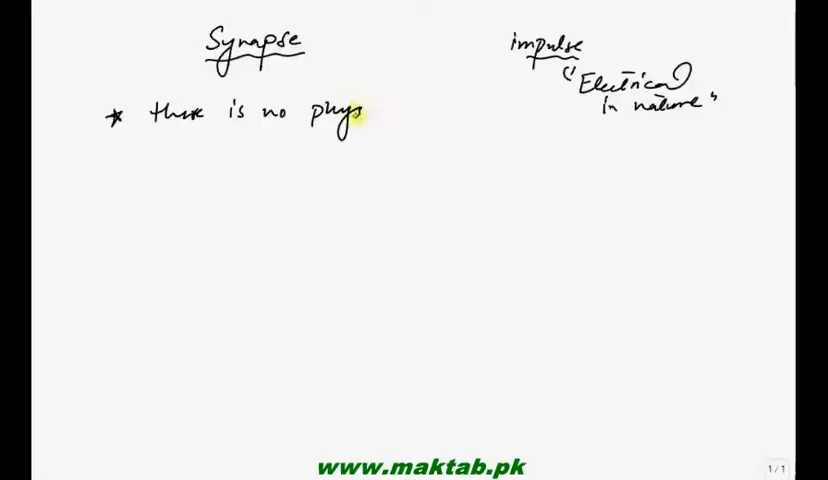 Synapse
impulse
"Electrical
in nature"
* there is no phys
www.maktab.pk
1/1